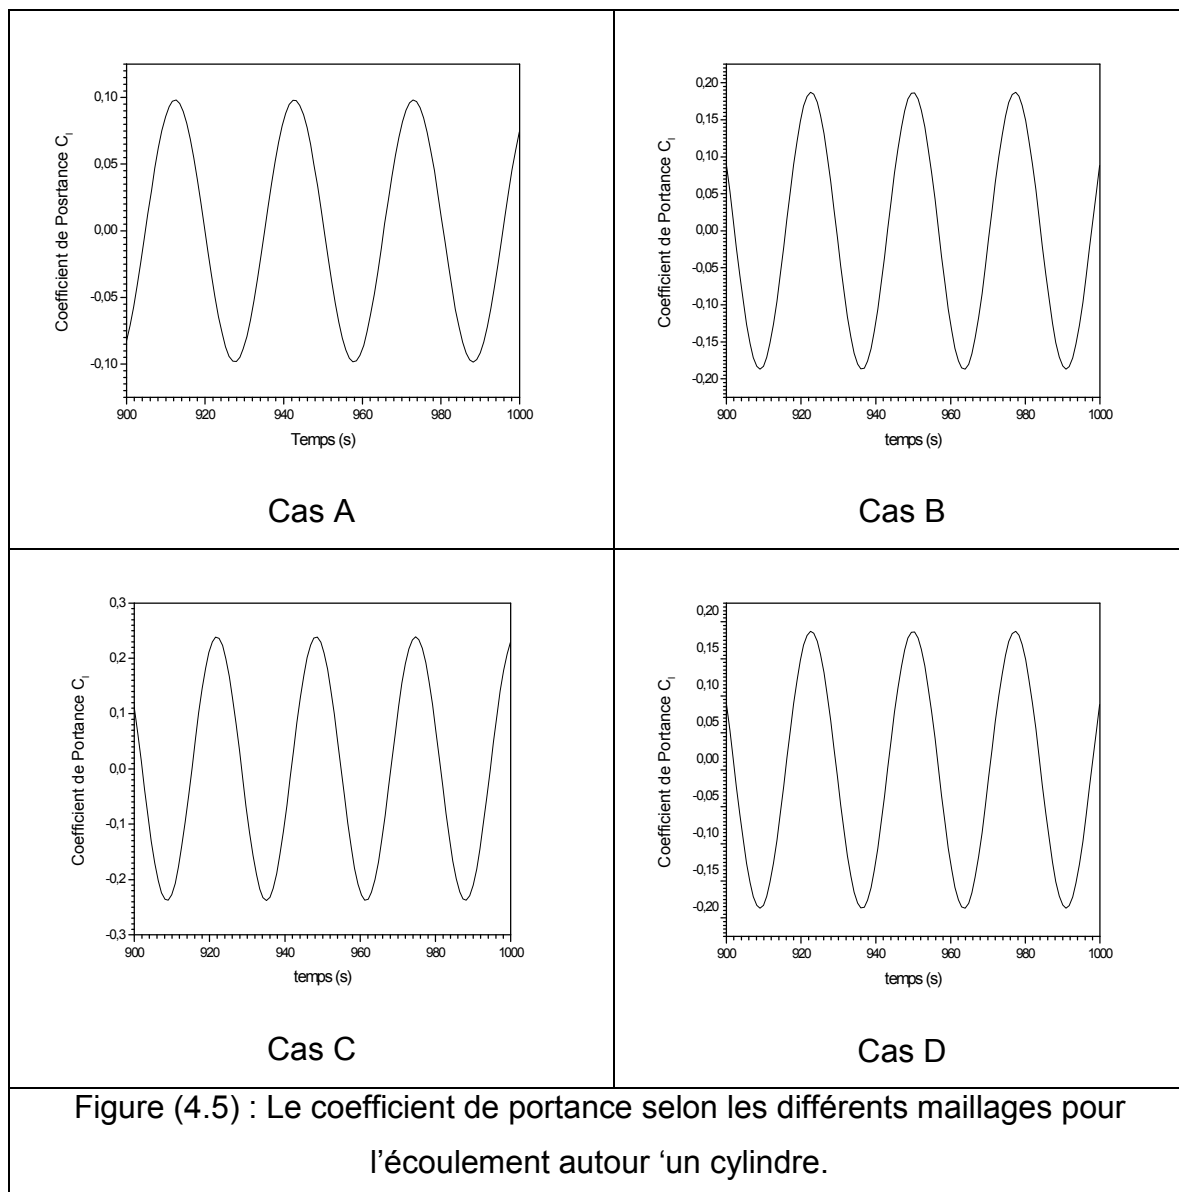 0,10
0,05
0,00
-0,05
-0,10
Coefficient de Posrtance Cl
900 920 940 960 980 1000
Temps (s)
Cas A
0,20
0,15
0,10
0,05
0,00
-0,05
-0,10
-0,15
-0,20
Coefficient de Portance Cl
900 920 940 960 980 1000
temps (s)
Cas B
0,3
0,2
0,1
0,0
-0,1
-0,2
-0,3
Coefficient de Portance Cl
900 920 940 960 980 1000
temps (s)
Cas C
0,20
0,15
0,10
0,05
0,00
-0,05
-0,10
-0,15
-0,20
Coefficient de Portance Cl
900 920 940 960 980 1000
temps (s)
Cas D
Figure (4.5) : Le coefficient de portance selon les différents maillages pour
l’écoulement autour ‘un cylindre.